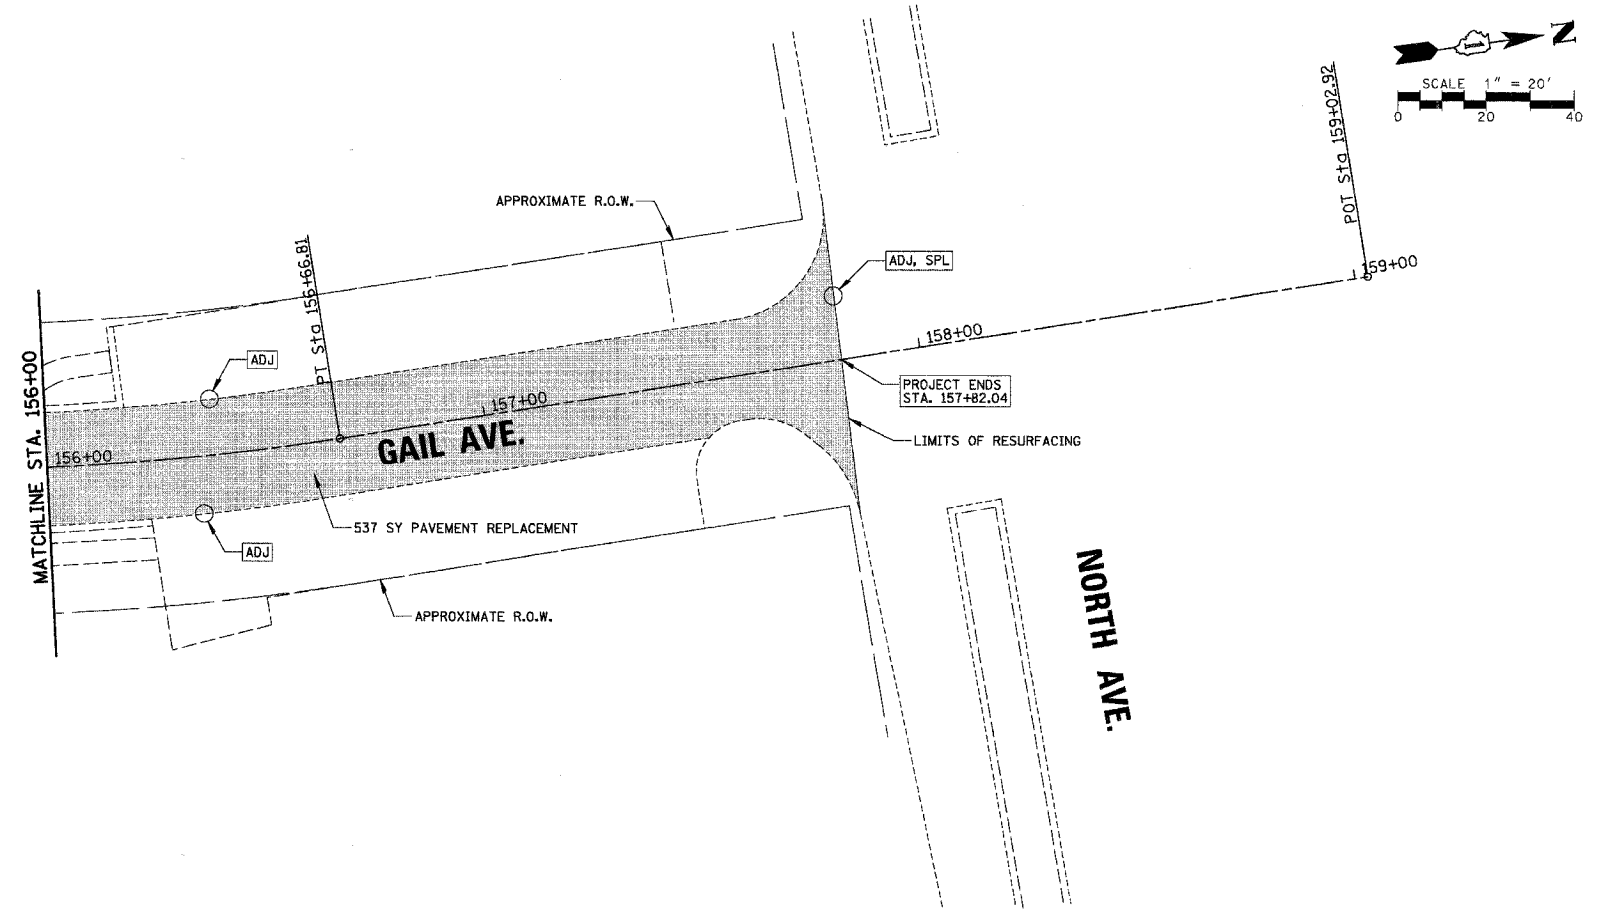 N
1
SCALE 1" = 20'
0 20 40
POT Sta 159+02.92
APPROXIMATE R.O.W.
PI Sta 156+66.81
ADJ, SPL
159+00
158+00
MATCHLINE STA. 156+00
ADJ
PROJECT ENDS
STA. 157+82.04
157+00
GAIL AVE.
LIMITS OF RESURFACING
156+00
537 SY PAVEMENT REPLACEMENT
ADJ
APPROXIMATE R.O.W.
NORTH AVE.